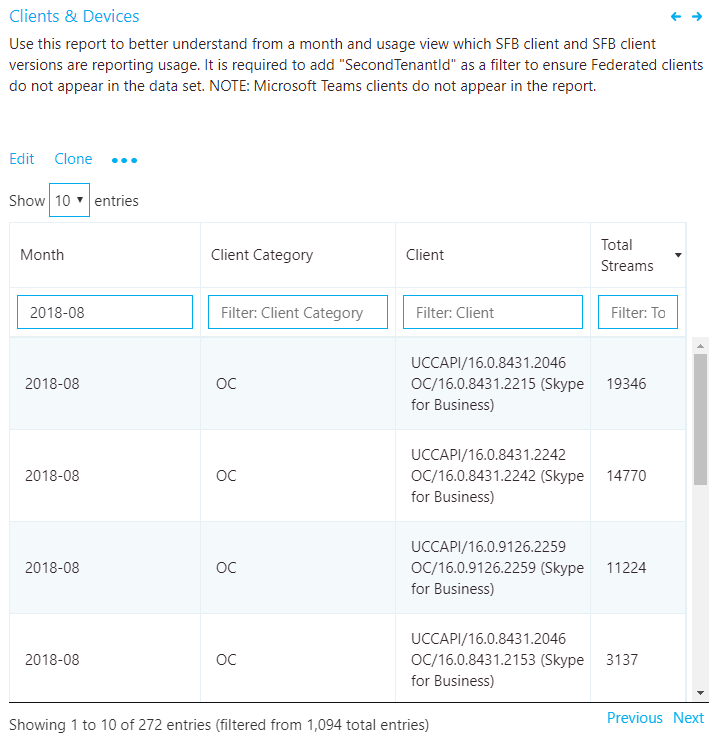 Clients & Devices
Use this report to better understand from a month and usage view which SFB client and SFB client
versions are reporting usage. It is required to add "SecondTenantId" as a filter to ensure Federated clients
do not appear in the data set. NOTE: Microsoft Teams clients do not appear in the report.
Edit Clone
Show 10 entries
Month Client Category Client Total
Streams
2018-08 Filter: Client Category Filter: Client Filter: To
UCCAPI/16.0.8431.2046
2018-08 OC OC/16.0.8431.2215 (Skype 19346
for Business)
UCCAPI/16.0.8431.2242
2018-08 OC OC/16.0.8431.2242 (Skype 14770
for Business)
UCCAPI/16.0.9126.2259
2018-08 OC OC/16.0.9126.2259 (Skype 11224
for Business)
UCCAPI/16.0.8431.2046
2018-08 OC OC/16.0.8431.2153 (Skype 3137
for Business)
Showing 1 to 10 of 272 entries (filtered from 1,094 total entries) Previous Next